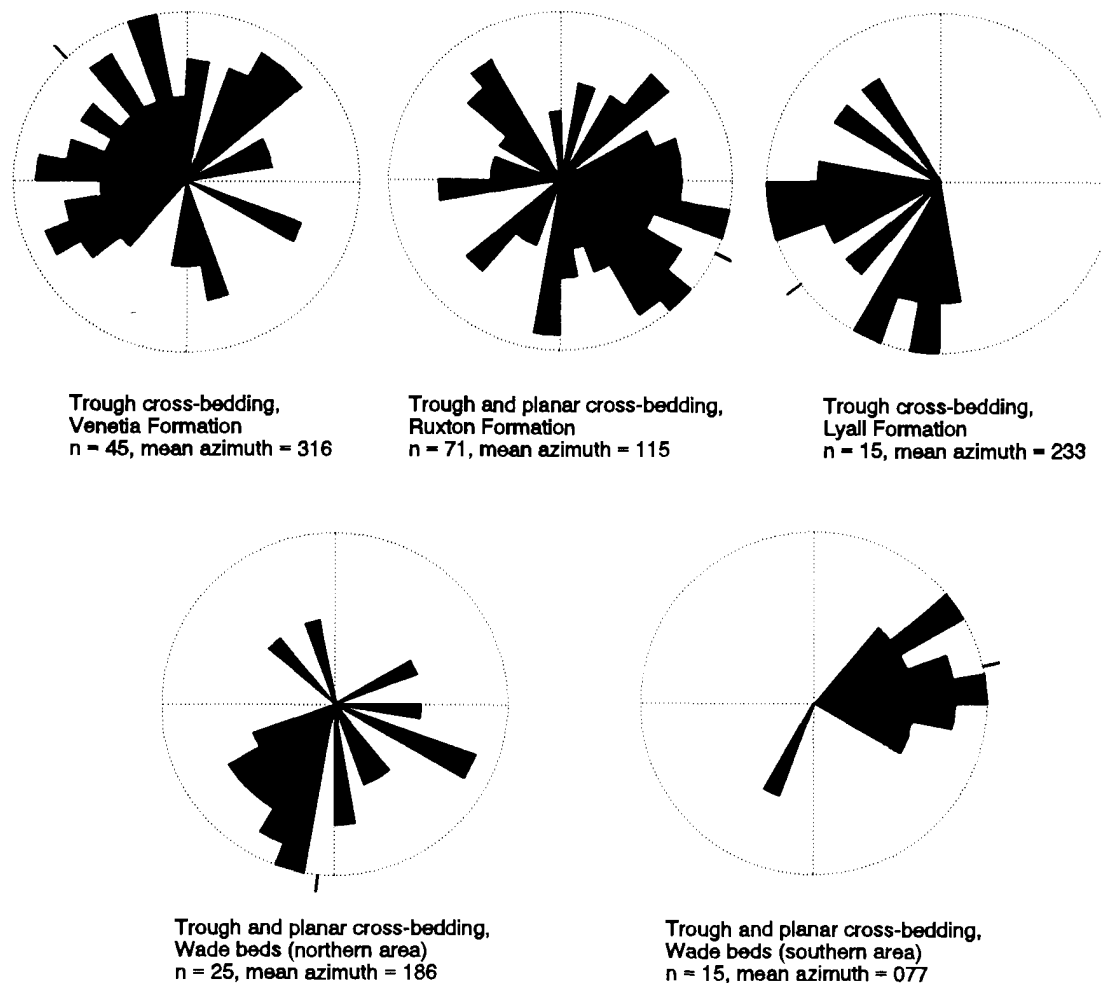 Trough cross-bedding,
Venetia Formation
n = 45, mean azimuth = 316
Trough and planar cross-bedding,
Ruxton Formation
n = 71, mean azimuth = 115
Trough cross-bedding,
Lyall Formation
n = 15, mean azimuth = 233
Trough and planar cross-bedding,
Wade beds (northern area)
n = 25, mean azimuth = 186
Trough and planar cross-bedding,
Wade beds (southern area)
n = 15, mean azimuth = 077